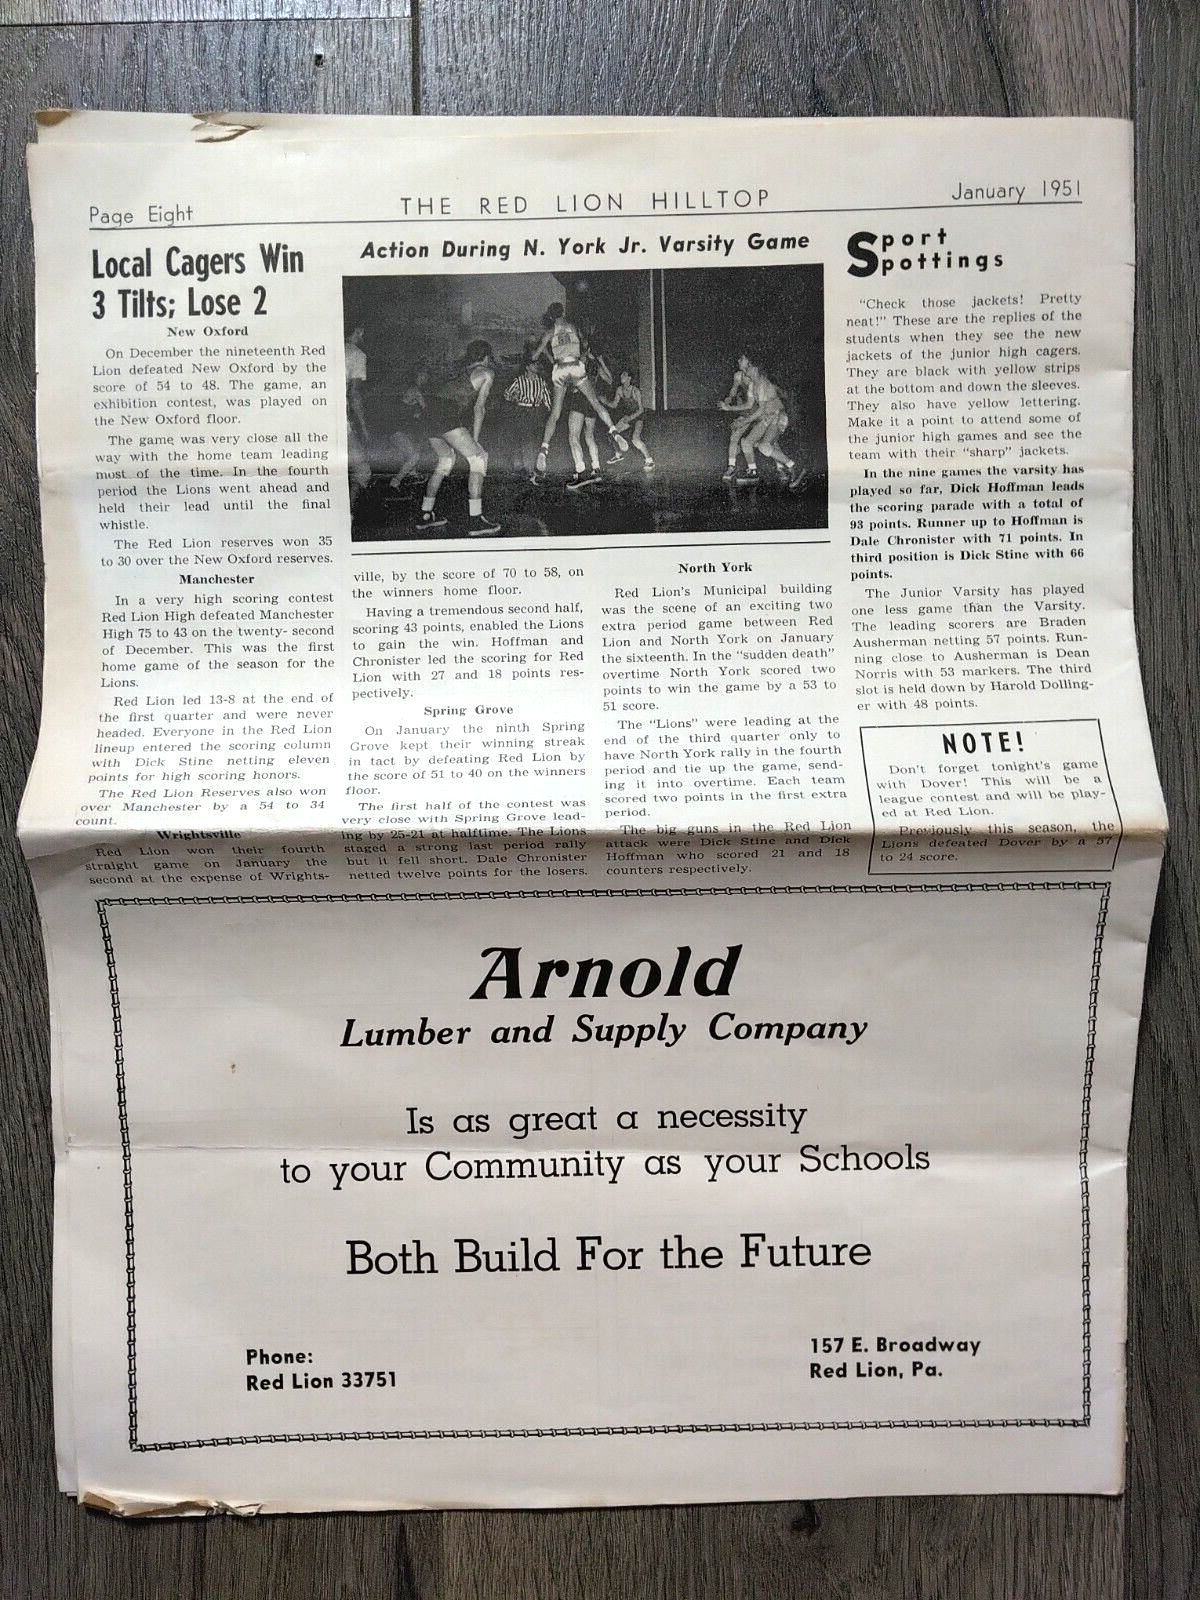 Page Eight
THE RED LION HILLTOP
January 1951
Local Cagers Win
3 Tilts; Lose 2
New Oxford
On December the nineteenth Red
Lion defeated New Oxford by the
score of 54 to 48. The game, an
exhibition contest, was played on
the New Oxford floor.
The game was very close all the
way with the home team leading
most of the time. In the fourth
period the Lions went ahead and
held their lead until the final
whistle.
The Red Lion reserves won 35
to 30 over the New Oxford reserves.
Manchester
In a very high scoring contest
Red Lion High defeated Manchester
High 75 to 43 on the twenty- second
of December. This was the first
home game of the season for the
Lions.
Red Lion led 13-8 at the end of
the first quarter and were never
headed. Everyone in the Red Lion
lineup entered the scoring column
with Dick Stine netting eleven
points for high scoring honors.
The Red Lion Reserves also won
over Manchester by a 54 to 34
count.
Wrightsville
Red Lion won their fourth
straight game on January the
second at the expense of Wrights-
Action During N. York Jr. Varsity Game
ville, by the score of 70 to 58, on
the winners home floor.
Having a tremendous second half,
scoring 43 points, enabled the Lions
to gain the win. Hoffman and
Chronister led the scoring for Red
Lion with 27 and 18 points res-
pectively.
Spring Grove
On January the ninth Spring
Grove kept their winning streak
in tact by defeating Red Lion by
the score of 51 to 40 on the winners
floor.
The first half of the contest was
very close with Spring Grove lead-
ing by 25-21 at halftime. The Lions
staged a strong last period rally
but it fell short. Dale Chronister
netted twelve points for the losers.
North York
Red Lion's Municipal building
was the scene of an exciting two
extra period game between Red
Lion and North York on January
the sixteenth. In the "sudden death"
overtime North York scored two
points to win the game by a 53 to
51 score.
The "Lions" were leading at the
end of the third quarter only to
have North York rally in the fourth
period and tie up the game, send-
ing it into overtime. Each team
scored two points in the first extra
period.
The big guns in the Red Lion
attack were Dick Stine and Dick
Hoffman who scored 21 and 18
counters respectively.
Sport
Spottings
"Check those jackets! Pretty
neat!" These are the replies of the
students when they see the new
jackets of the junior high cagers.
They are black with yellow strips
at the bottom and down the sleeves.
They also have yellow lettering.
Make it a point to attend some of
the junior high games and see the
team with their "sharp" jackets.
In the nine games the varsity has
played so far, Dick Hoffman leads
the scoring parade with a total of
93 points. Runner up to Hoffman is
Dale Chronister with 71 points. In
third position is Dick Stine with 66
points.
The Junior Varsity has played
one less game than the Varsity.
The leading scorers are Braden
Ausherman netting 57 points. Run-
ning close to Ausherman is Dean
Norris with 53 markers. The third
slot is held down by Harold Dolling-
er with 48 points.
NOTE!
Don't forget tonight's game
with Dover! This will be a
league contest and will be play-
ed at Red Lion.
Previously this season, the
Lions defeated Dover by a 57
to 24 score.
Arnold
Lumber and Supply Company
Is as great a necessity
to your Community as your Schools
Both Build For the Future
Phone:
Red Lion 33751
157 E. Broadway
Red Lion, Pa.